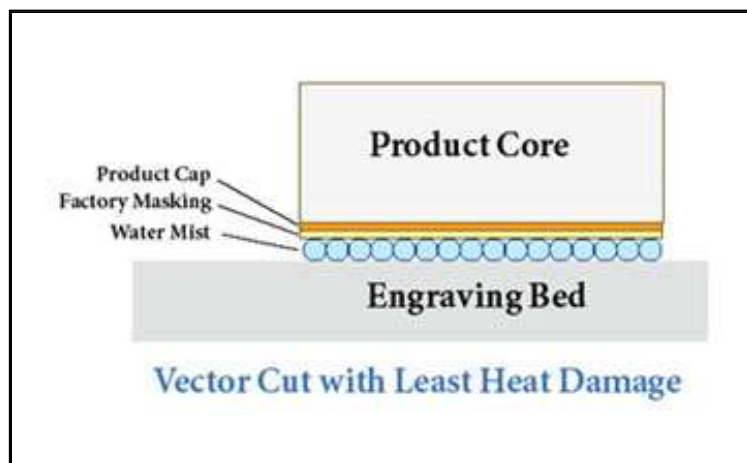 Product Core
Product Cap
Factory Masking
Water Mist
Engraving Bed
Vector Cut with Least Heat Damage